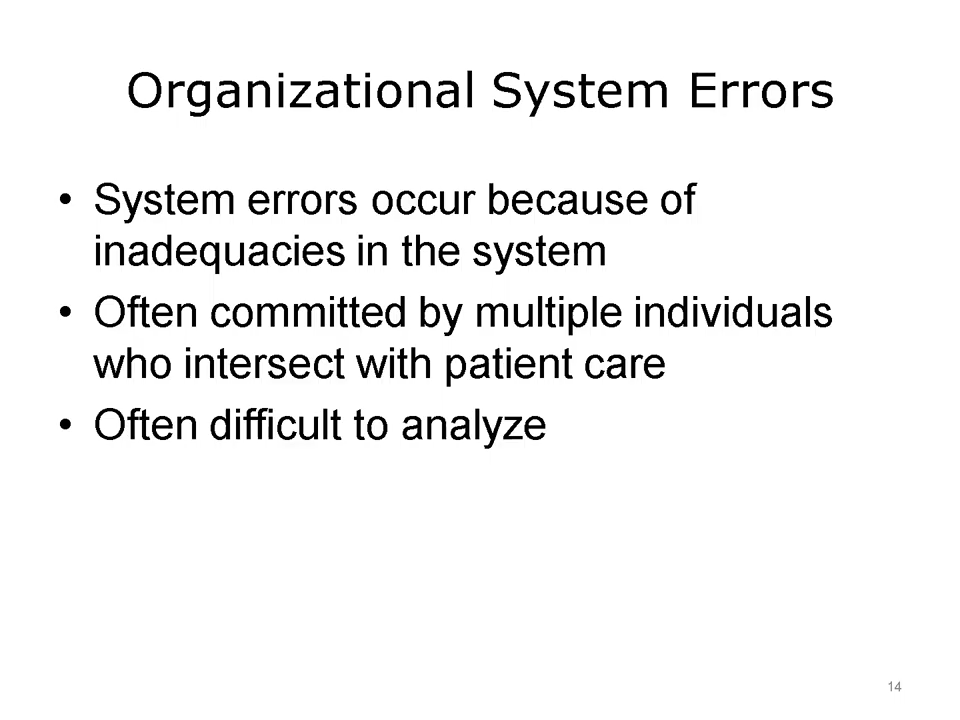 Organizational System Errors
• System errors occur because of
inadequacies in the system
• Often committed by multiple individuals
who intersect with patient care
• Often difficult to analyze
14